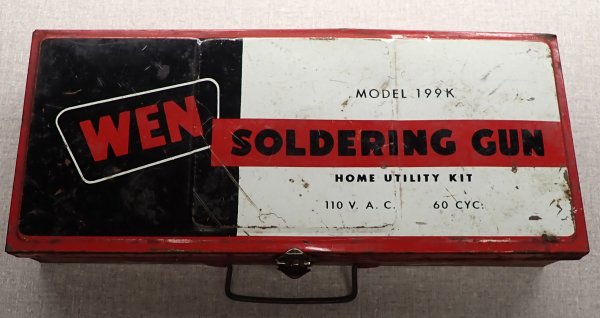 WEN
MODEL 199K
SOLDERING GUN
HOME UTILITY KIT
110 V. A. C. 60 CYC.